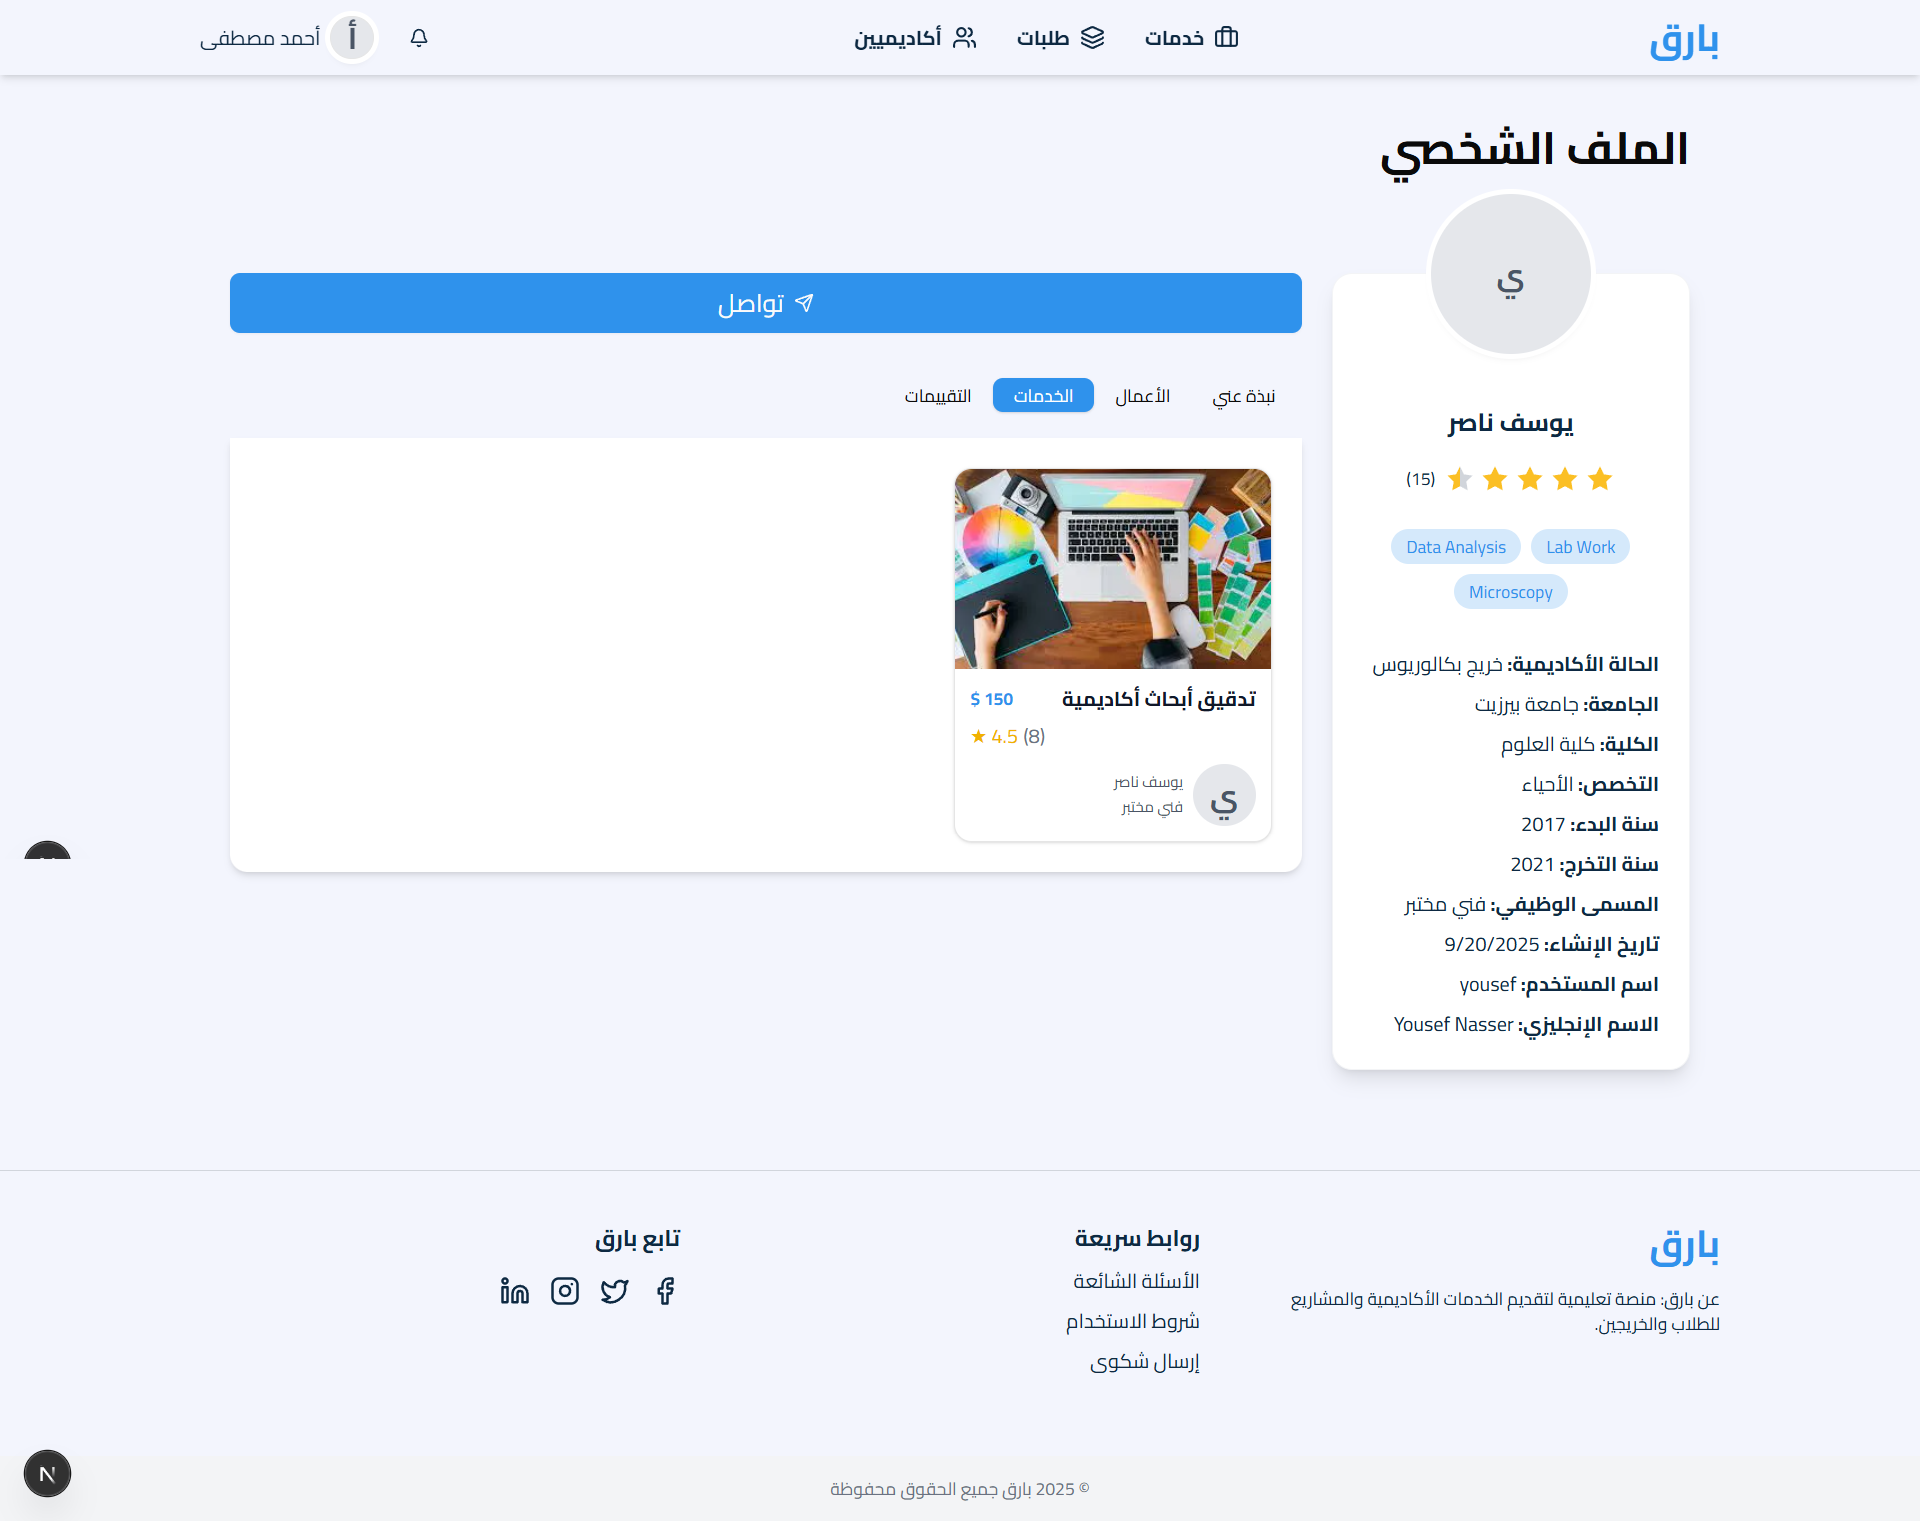 بارق
خدمات
طلبات
أكاديميين
أ
أحمد مصطفى
الملف الشخصي
ي
يوسف ناصر
(15)
Lab Work
Data Analysis
Microscopy
الحالة الأكاديمية: خريج بكالوريوس
الجامعة: جامعة بيرزيت
الكلية: كلية العلوم
التخصص: الأحياء
سنة البدء: 2017
سنة التخرج: 2021
المسمى الوظيفي: فني مختبر
تاريخ الإنشاء: 9/20/2025
اسم المستخدم: yousef
الاسم الإنجليزي: Yousef Nasser
تواصل
نبذة عني
الأعمال
الخدمات
التقييمات
تدقيق أبحاث أكاديمية
$ 150
★ 4.5 (8)
ي
يوسف ناصر
فني مختبر
بارق
عن بارق: منصة تعليمية لتقديم الخدمات الأكاديمية والمشاريع
للطلاب والخريجين.
روابط سريعة
الأسئلة الشائعة
شروط الاستخدام
إرسال شكوى
تابع بارق
N
© 2025 بارق جميع الحقوق محفوظة